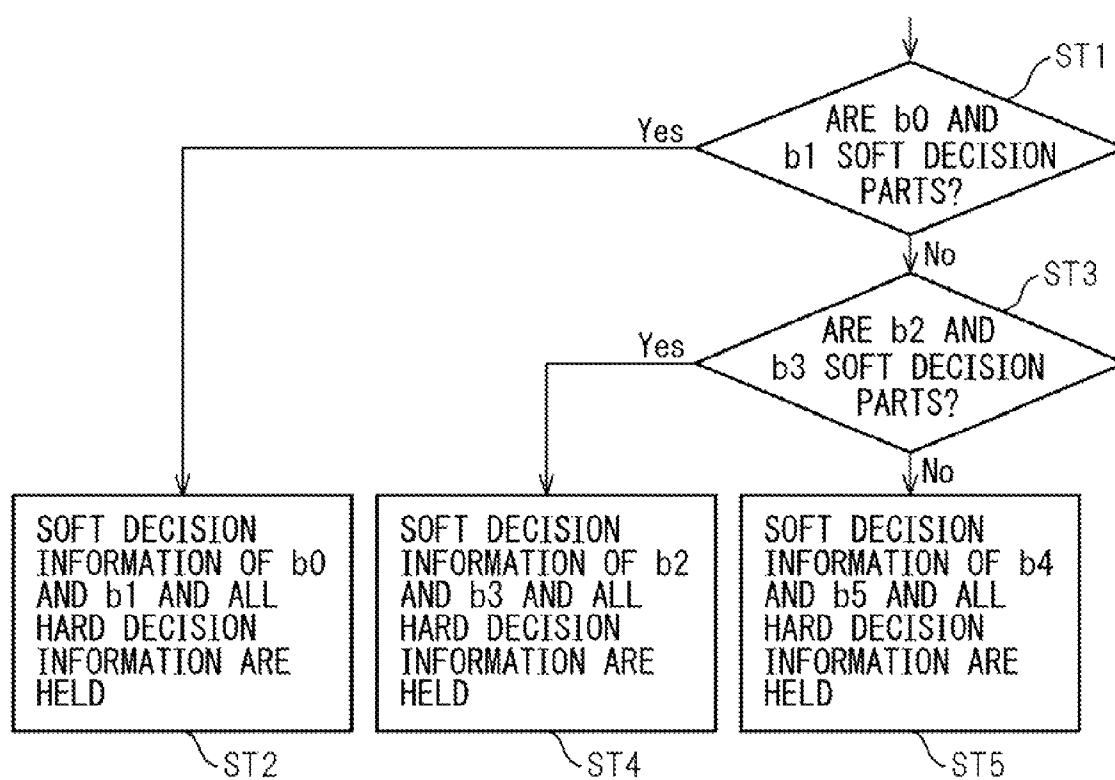 ST1
ARE b0 AND
b1 SOFT DECISION
PARTS?
Yes
No
ST3
ARE b2 AND
b3 SOFT DECISION
PARTS?
Yes
No
SOFT DECISION
INFORMATION OF b0
AND b1 AND ALL
HARD DECISION
INFORMATION ARE
HELD
ST2
SOFT DECISION
INFORMATION OF b2
AND b3 AND ALL
HARD DECISION
INFORMATION ARE
HELD
ST4
SOFT DECISION
INFORMATION OF b4
AND b5 AND ALL
HARD DECISION
INFORMATION ARE
HELD
ST5